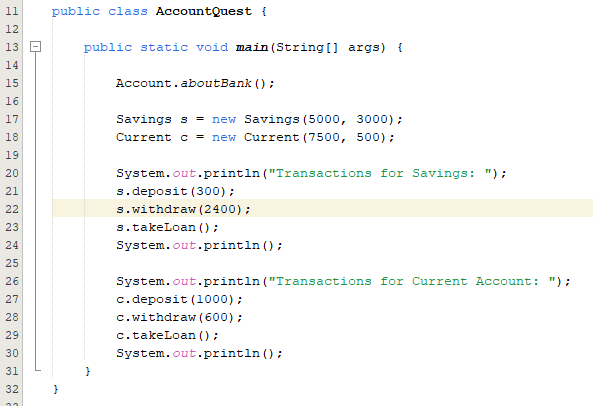 11 public class AccountQuest {
12
13 public static void main(String[] args) {
14
15 Account.aboutBank();
16
17 Savings s = new Savings(5000, 3000);
18 Current c = new Current(7500, 500);
19
20 System.out.println("Transactions for Savings: ");
21 s.deposit(300);
22 s.withdraw(2400);
23 s.takeLoan();
24 System.out.println();
25
26 System.out.println("Transactions for Current Account: ");
27 c.deposit(1000);
28 c.withdraw(600);
29 c.takeLoan();
30 System.out.println();
31 }
32 }